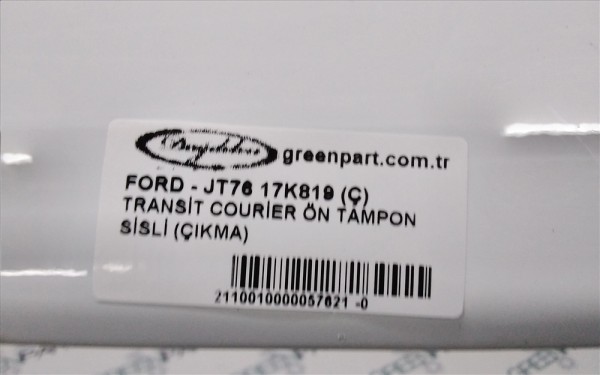 greenpart.com.tr
FORD - JT76 17K819 (Ç)
TRANSİT COURİER ÖN TAMPON
SİSLİ (ÇIKMA)
2110010000057621 -0